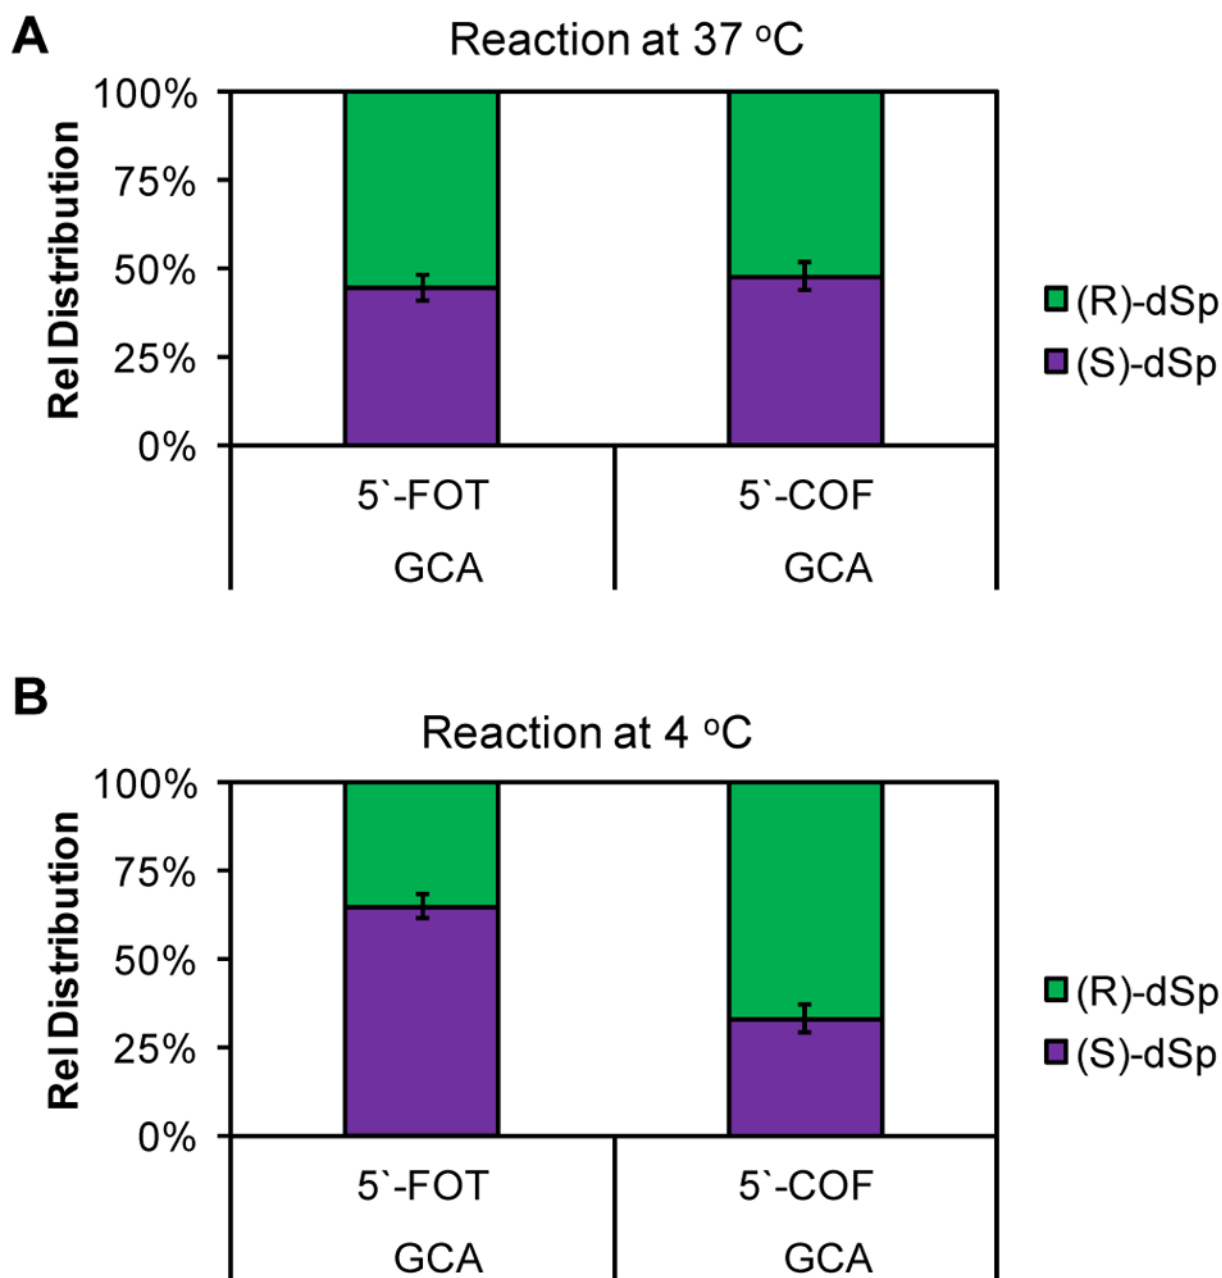 A
Reaction at 37 ºC
Rel Distribution
100%
75%
50%
25%
0%
5`-FOT
5`-COF
GCA
GCA
(R)-dSp
(S)-dSp
B
Reaction at 4 ºC
Rel Distribution
100%
75%
50%
25%
0%
5`-FOT
5`-COF
GCA
GCA
(R)-dSp
(S)-dSp